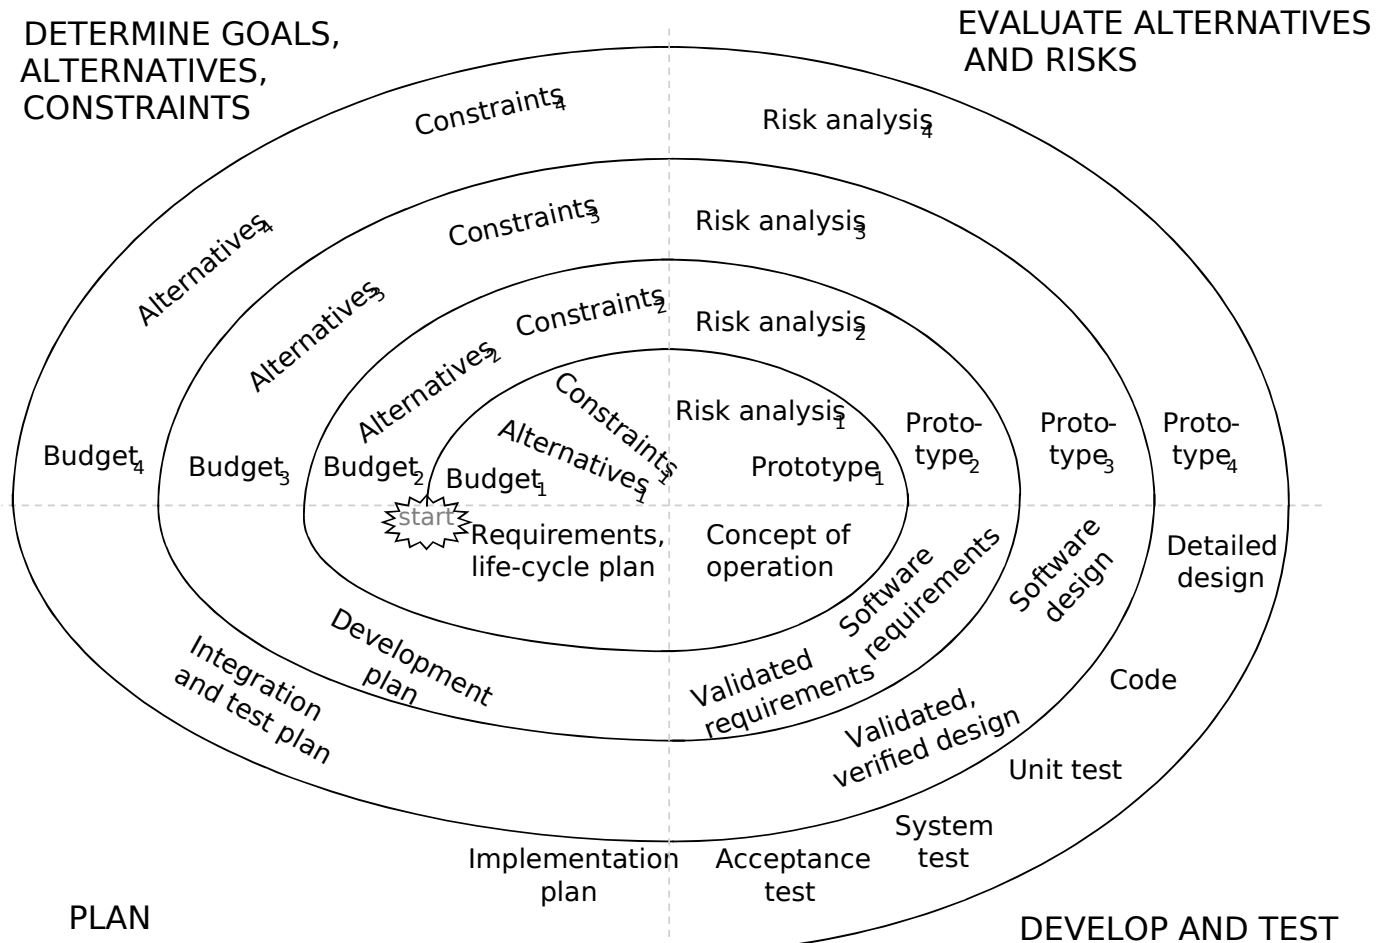 DETERMINE GOALS,
ALTERNATIVES,
CONSTRAINTS
EVALUATE ALTERNATIVES
AND RISKS
Constraints4
Risk analysis4
Alternatives4
Constraints3
Risk analysis3
Alternatives3
Constraints2
Risk analysis2
Alternatives2
Constraints1
Risk analysis1
Alternatives1
Budget4
Budget3
Budget2
Budget1
Prototype1
Proto-
type2
Proto-
type3
Proto-
type4
start
Requirements,
life-cycle plan
Concept of
operation
Software
requirements
Software
design
Detailed
design
Development
plan
Validated
requirements
Integration
and test plan
Validated,
verified design
Code
Unit test
System
test
Implementation
plan
Acceptance
test
PLAN
DEVELOP AND TEST